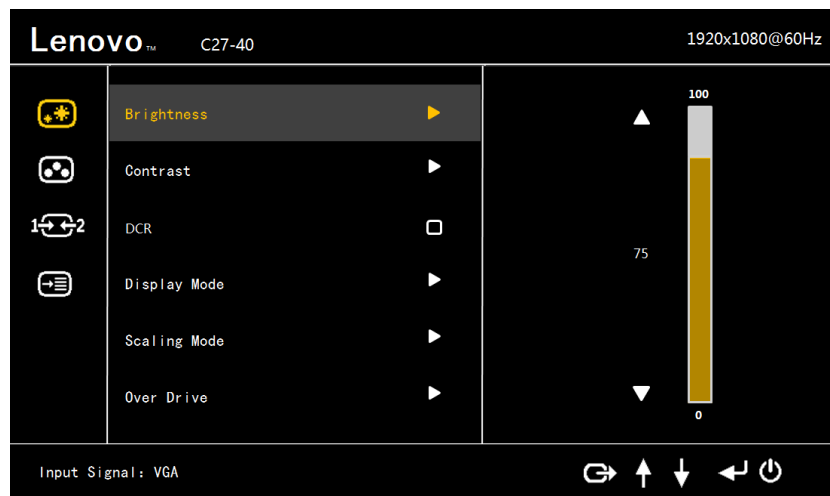 Lenovo™ C27-40 1920x1080@60Hz
Brightness
Contrast
DCR
Display Mode
Scaling Mode
Over Drive
100
75
0
1 2
Input Signal: VGA